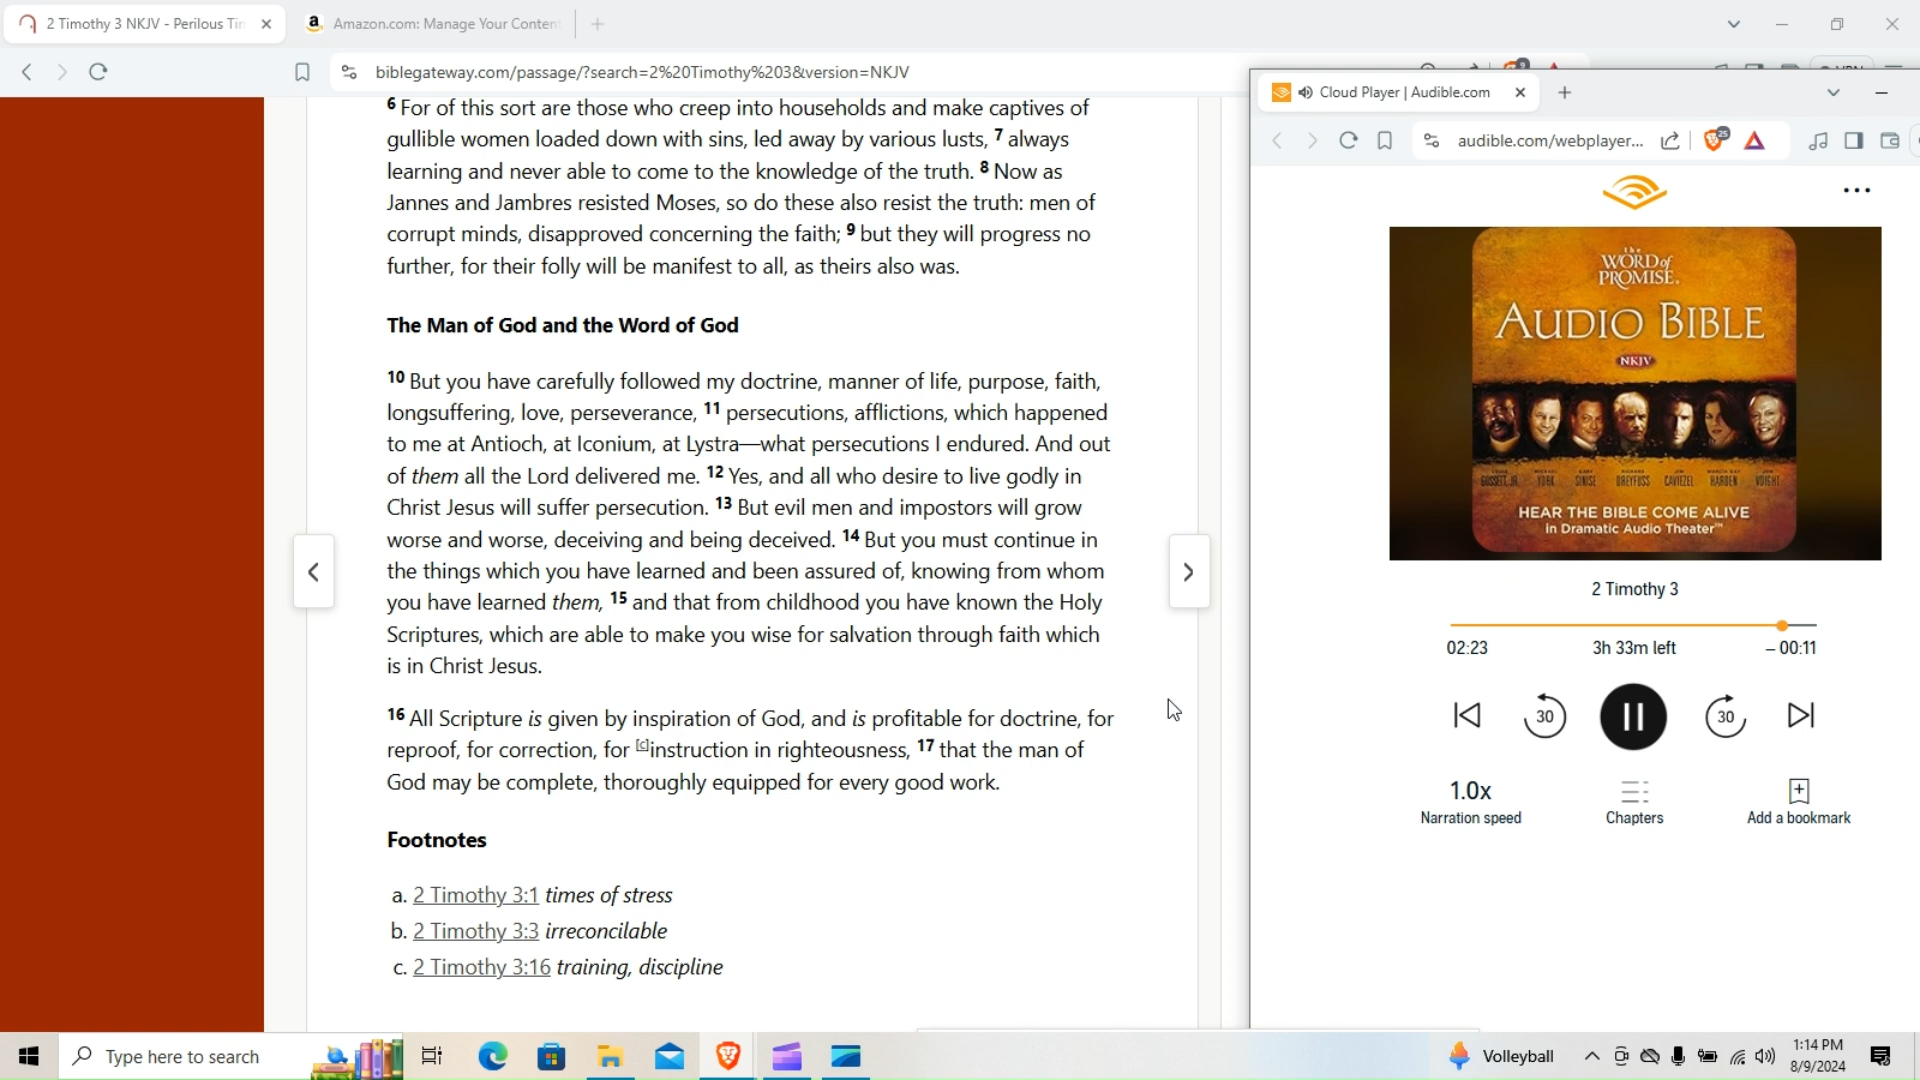 2 Timothy 3 NKJV - Perilous Tim
Amazon.com: Manage Your Conten
biblegateway.com/passage/?search=2%20Timothy%203&version=NKJV
6 For of this sort are those who creep into households and make captives of
gullible women loaded down with sins, led away by various lusts, 7 always
learning and never able to come to the knowledge of the truth. 8 Now as
Jannes and Jambres resisted Moses, so do these also resist the truth: men of
corrupt minds, disapproved concerning the faith; 9 but they will progress no
further, for their folly will be manifest to all, as theirs also was.
The Man of God and the Word of God
10 But you have carefully followed my doctrine, manner of life, purpose, faith,
longsuffering, love, perseverance, 11 persecutions, afflictions, which happened
to me at Antioch, at Iconium, at Lystra—what persecutions I endured. And out
of them all the Lord delivered me. 12 Yes, and all who desire to live godly in
Christ Jesus will suffer persecution. 13 But evil men and impostors will grow
worse and worse, deceiving and being deceived. 14 But you must continue in
the things which you have learned and been assured of, knowing from whom
you have learned them, 15 and that from childhood you have known the Holy
Scriptures, which are able to make you wise for salvation through faith which
is in Christ Jesus.
16 All Scripture is given by inspiration of God, and is profitable for doctrine, for
reproof, for correction, for [c]instruction in righteousness, 17 that the man of
God may be complete, thoroughly equipped for every good work.
Footnotes
a. 2 Timothy 3:1 times of stress
b. 2 Timothy 3:3 irreconcilable
c. 2 Timothy 3:16 training, discipline
Cloud Player | Audible.com
audible.com/webplayer...
25
the
WORD of
PROMISE.
AUDIO BIBLE
NKJV
GOSSETT, JR. YORK SINISE DREYFUSS CAVIEZEL HARDEN VOIGHT
HEAR THE BIBLE COME ALIVE
in Dramatic Audio Theater™
2 Timothy 3
02:23 3h 33m left – 00:11
30 30
1.0x
Narration speed Chapters Add a bookmark
Type here to search
Volleyball
1:14 PM
8/9/2024